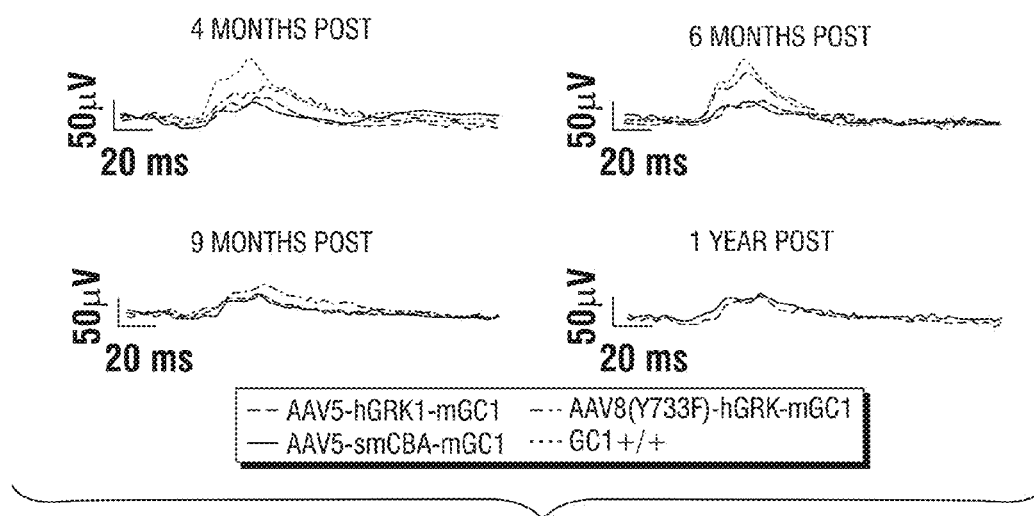 4 MONTHS POST
6 MONTHS POST
50µV
50µV
20 ms
20 ms
9 MONTHS POST
1 YEAR POST
50µV
50µV
20 ms
20 ms
AAV5-hGRK1-mGC1
AAV8(Y733F)-hGRK-mGC1
AAV5-smCBA-mGC1
GC1+/+